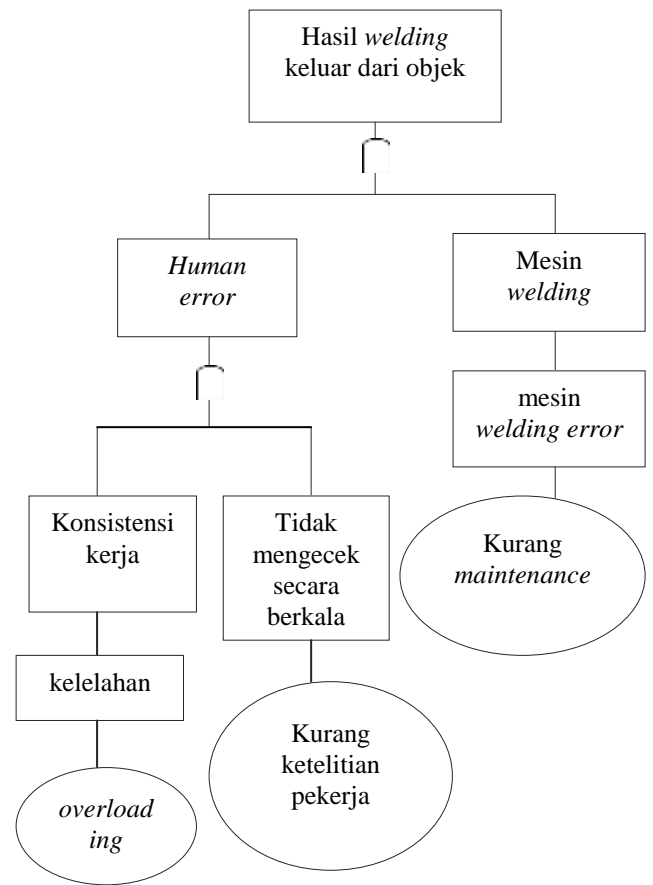 Hasil welding
keluar dari objek
Human
error
Mesin
welding
mesin
welding error
Konsistensi
kerja
Tidak
mengecek
secara
berkala
Kurang
maintenance
kelelahan
Kurang
ketelitian
pekerja
overload
ing